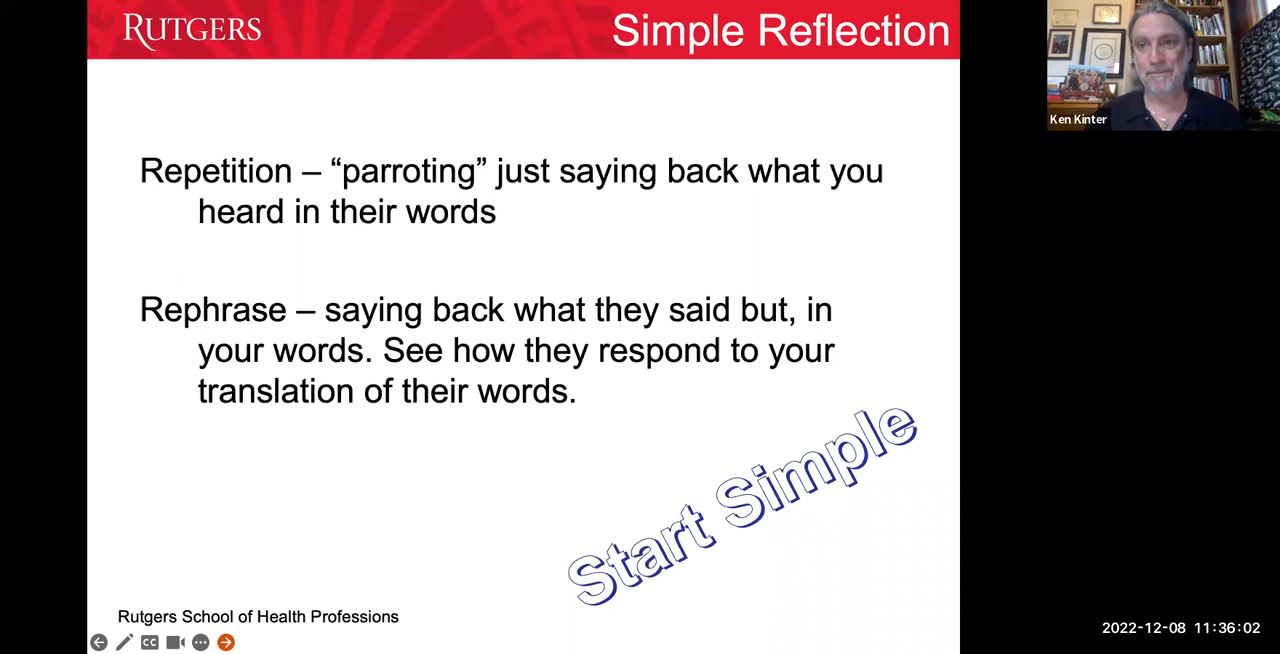 RUTGERS
Simple Reflection
Ken Kinter
Repetition – “parroting” just saying back what you
heard in their words
Rephrase – saying back what they said but, in
your words. See how they respond to your
translation of their words.
Start Simple
Rutgers School of Health Professions
CC
2022-12-08 11:36:02